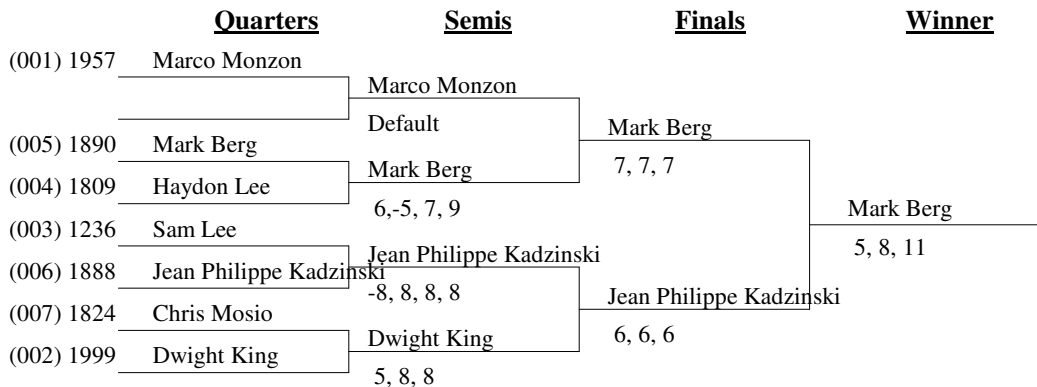 Quarters Semis Finals Winner
(001) 1957 Marco Monzon
Marco Monzon
Default
Mark Berg
(005) 1890 Mark Berg
7, 7, 7
Mark Berg
(004) 1809 Haydon Lee
6,-5, 7, 9
Mark Berg
(003) 1236 Sam Lee
5, 8, 11
Jean Philippe Kadzinski
(006) 1888 Jean Philippe Kadzinski
-8, 8, 8, 8
Jean Philippe Kadzinski
(007) 1824 Chris Mosio
6, 6, 6
Dwight King
(002) 1999 Dwight King
5, 8, 8